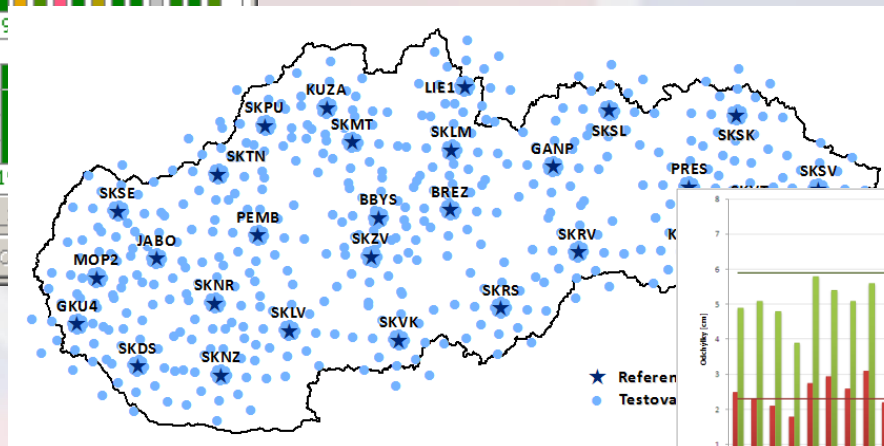 LIE1
KUZA
SKPU
SKMT
SKLM
SKSL
SKSK
GANP
SKTN
PRES
SKSV
SKSE
BBYS
BREZ
PEMB
JABO
SKZV
SKRV
K
MOP2
SKNR
SKRS
GKU4
SKLV
SKVK
SKDS
SKNZ
Referen
Testova
8
7
6
5
4
3
2
1
Odchýlky [cm]